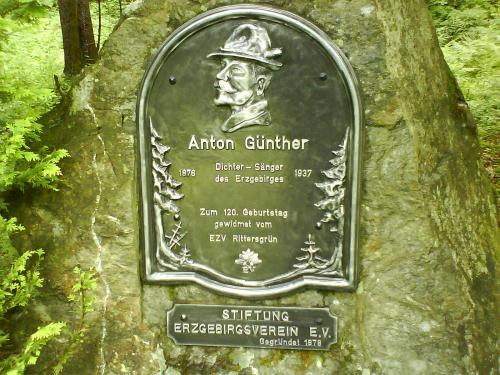 Anton Günther
Dichter - Sänger
1876 des Erzgebirges 1937
Zum 120. Geburtstag
gewidmet vom
EZV Rittersgrün
STIFTUNG
ERZGEBIRGSVEREIN E.V.
Gegründet 1878